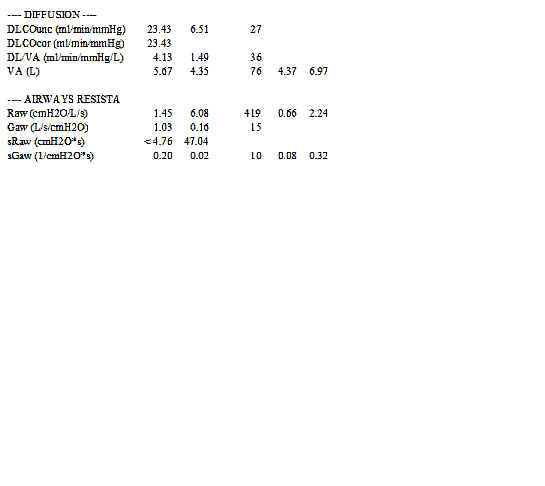 ---- DIFFUSION ----
DLCOunc (ml/min/mmHg) 23.43 6.51 27
DLCOcor (ml/min/mmHg) 23.43
DL/VA (ml/min/mmHg/L) 4.13 1.49 36
VA (L) 5.67 4.35 76 4.37 6.97
---- AIRWAYS RESISTA
Raw (cmH2O/L/s) 1.45 6.08 419 0.66 2.24
Gaw (L/s/cmH2O) 1.03 0.16 15
sRaw (cmH2O*s) <4.76 47.04
sGaw (1/cmH2O*s) 0.20 0.02 10 0.08 0.32